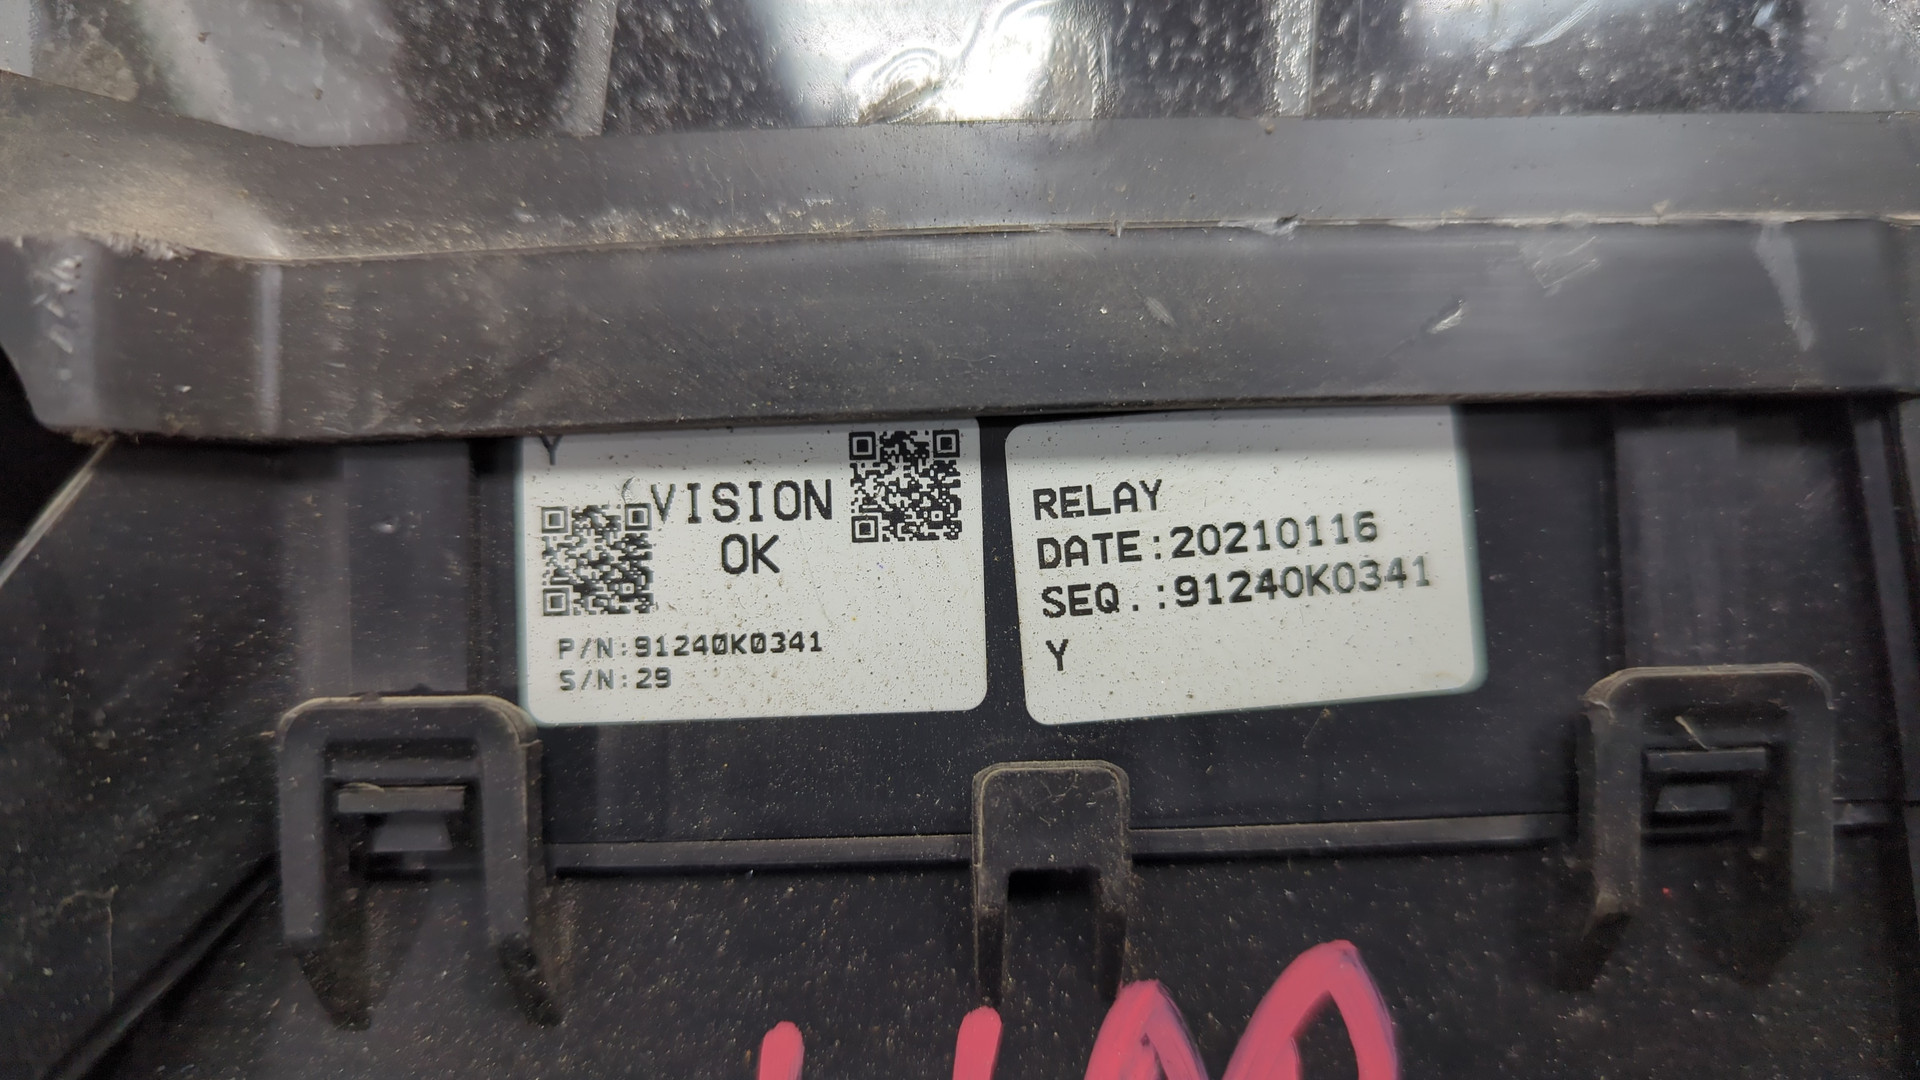 Y
VISION
OK
P/N:91240K0341
S/N:29
RELAY
DATE:20210116
SEQ.:91240K0341
Y